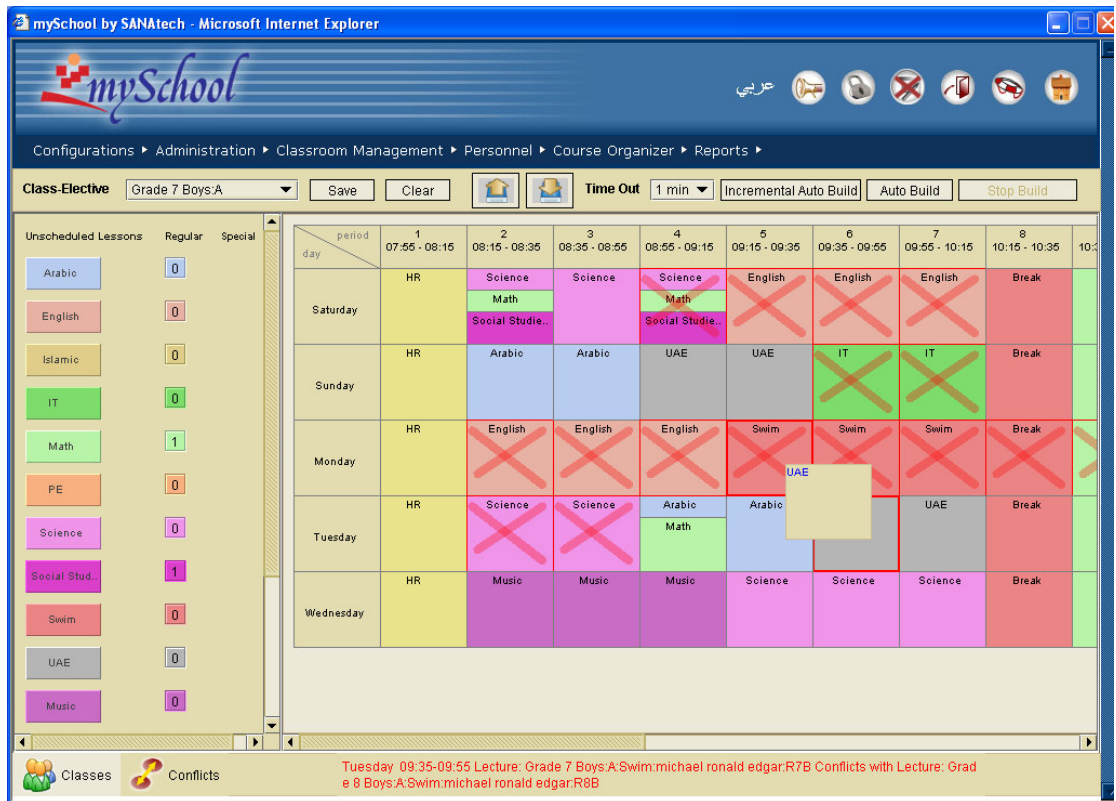 mySchool by SANAtech - Microsoft Internet Explorer
mySchool
عربي
Configurations Administration Classroom Management Personnel Course Organizer Reports
Class-Elective Grade 7 Boys:A Save Clear Time Out 1 min Incremental Auto Build Auto Build Stop Build
Unscheduled Lessons Regular Special
Arabic 0
English 0
Islamic 0
IT 0
Math 1
PE 0
Science 0
Social Stud.. 1
Swim 0
UAE 0
Music 0
period 1 2 3 4 5 6 7 8
day 07:55 - 08:15 08:15 - 08:35 08:35 - 08:55 08:55 - 09:15 09:15 - 09:35 09:35 - 09:55 09:55 - 10:15 10:15 - 10:35
HR Science Science Science English English English Break
Math Math
Saturday
Social Studie.. Social Studie..
HR Arabic Arabic UAE UAE IT IT Break
Sunday
HR English English English Swim Swim Swim Break
Monday
UAE
HR Science Science Arabic Arabic UAE Break
Math
Tuesday
HR Music Music Music Science Science Science Break
Wednesday
Classes Conflicts
Tuesday 09:35-09:55 Lecture: Grade 7 Boys:A:Swim:michael ronald edgar:R7B Conflicts with Lecture: Grad
e 8 Boys:A:Swim:michael ronald edgar:R8B